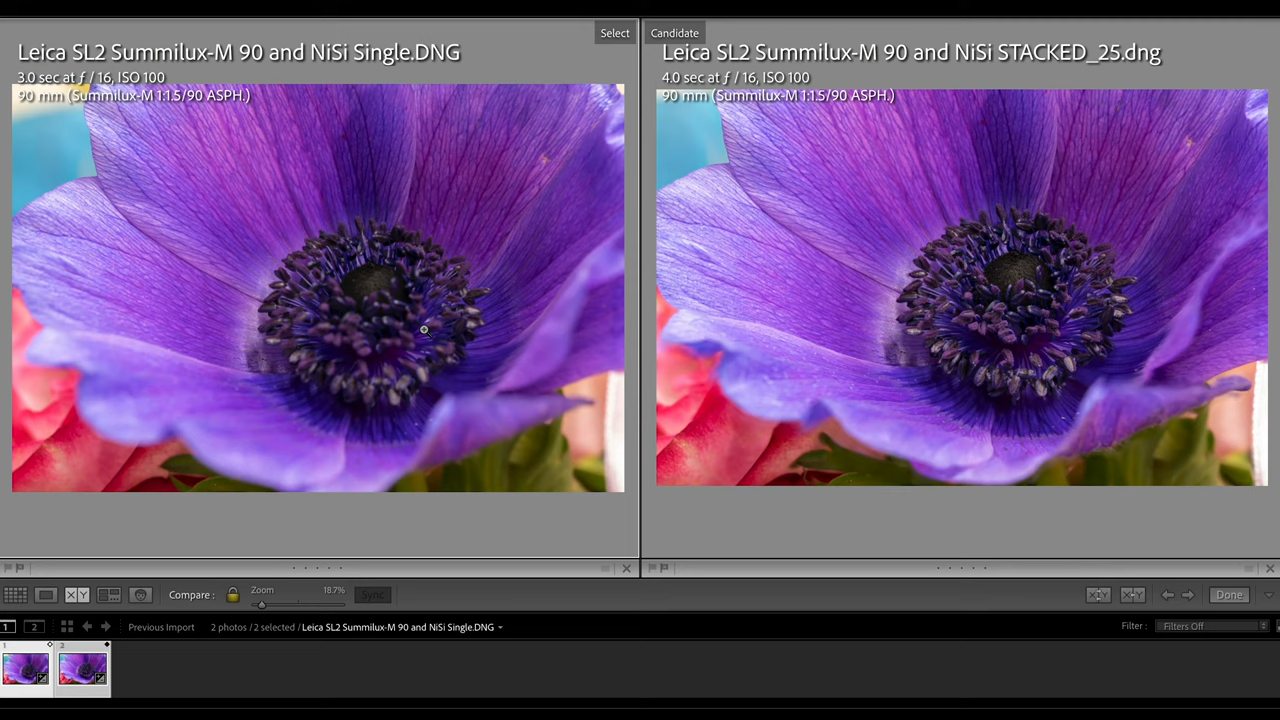 Select
Leica SL2 Summilux-M 90 and NiSi Single.DNG
3.0 sec at ƒ / 16, ISO 100
90 mm (Summilux-M 1:1.5/90 ASPH.)
Candidate
Leica SL2 Summilux-M 90 and NiSi STACKED_25.dng
4.0 sec at ƒ / 16, ISO 100
90 mm (Summilux-M 1:1.5/90 ASPH.)
XY Compare : Zoom 18.7% Sync Done
1 2 Previous Import 2 photos / 2 selected / Leica SL2 Summilux-M 90 and NiSi Single.DNG Filter : Filters Off
1 2